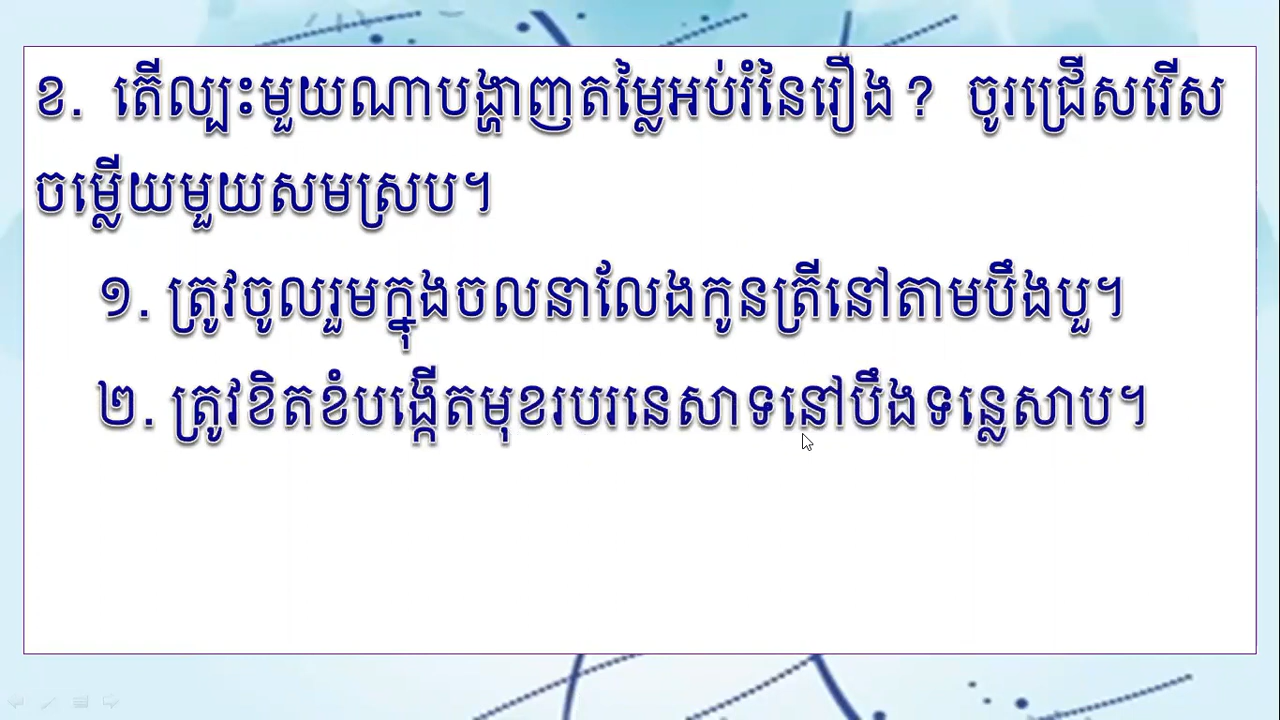 ខ. តើល្បះមួយណាបង្ហាញតម្លៃអប់រំនៃរឿង? ចូរជ្រើសរើស
ចម្លើយមួយសមស្រប។
១. ត្រូវចូលរួមក្នុងចលនាលែងកូនត្រីនៅតាមបឹងបួ។
២. ត្រូវខិតខំបង្កើតមុខរបរនេសាទនៅបឹងទន្លេសាប។